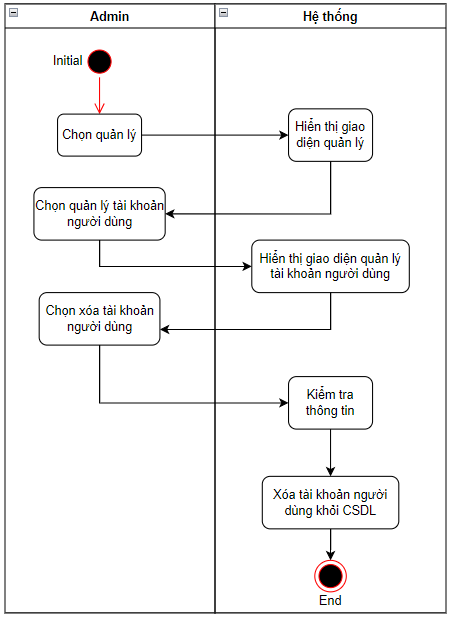 Admin
Hệ thống
Initial
Chọn quản lý
Hiển thị giao
diện quản lý
Chọn quản lý tài khoản
người dùng
Hiển thị giao diện quản lý
tài khoản người dùng
Chọn xóa tài khoản
người dùng
Kiểm tra
thông tin
Xóa tài khoản người
dùng khỏi CSDL
End